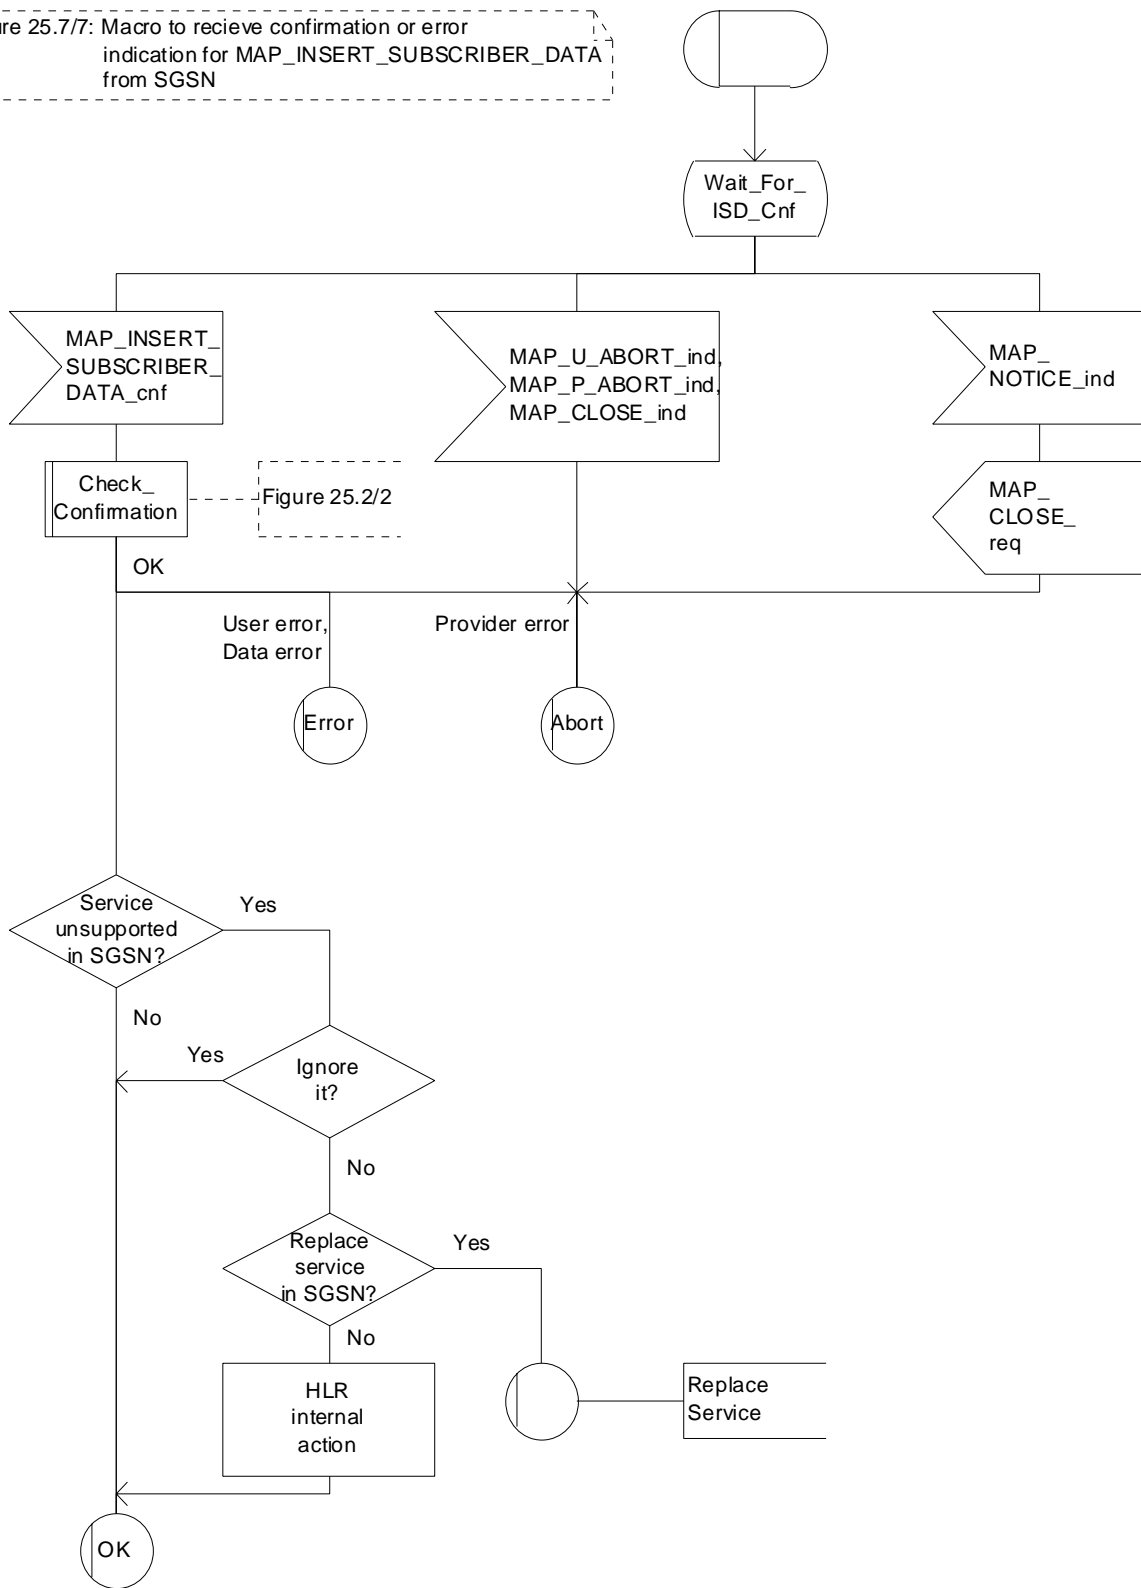 re 25.7/7: Macro to recieve confirmation or error
indication for MAP_INSERT_SUBSCRIBER_DATA
from SGSN
Wait_For_
ISD_Cnf
MAP_INSERT_
SUBSCRIBER_
DATA_cnf
MAP_U_ABORT_ind,
MAP_P_ABORT_ind,
MAP_CLOSE_ind
MAP_
NOTICE_ind
Check_
Confirmation
Figure 25.2/2
MAP_
CLOSE_
req
OK
User error,
Data error
Provider error
Error
Abort
Service
unsupported
in SGSN?
Yes
No
Yes
Ignore
it?
No
Replace
service
in SGSN?
Yes
No
HLR
internal
action
Replace
Service
OK